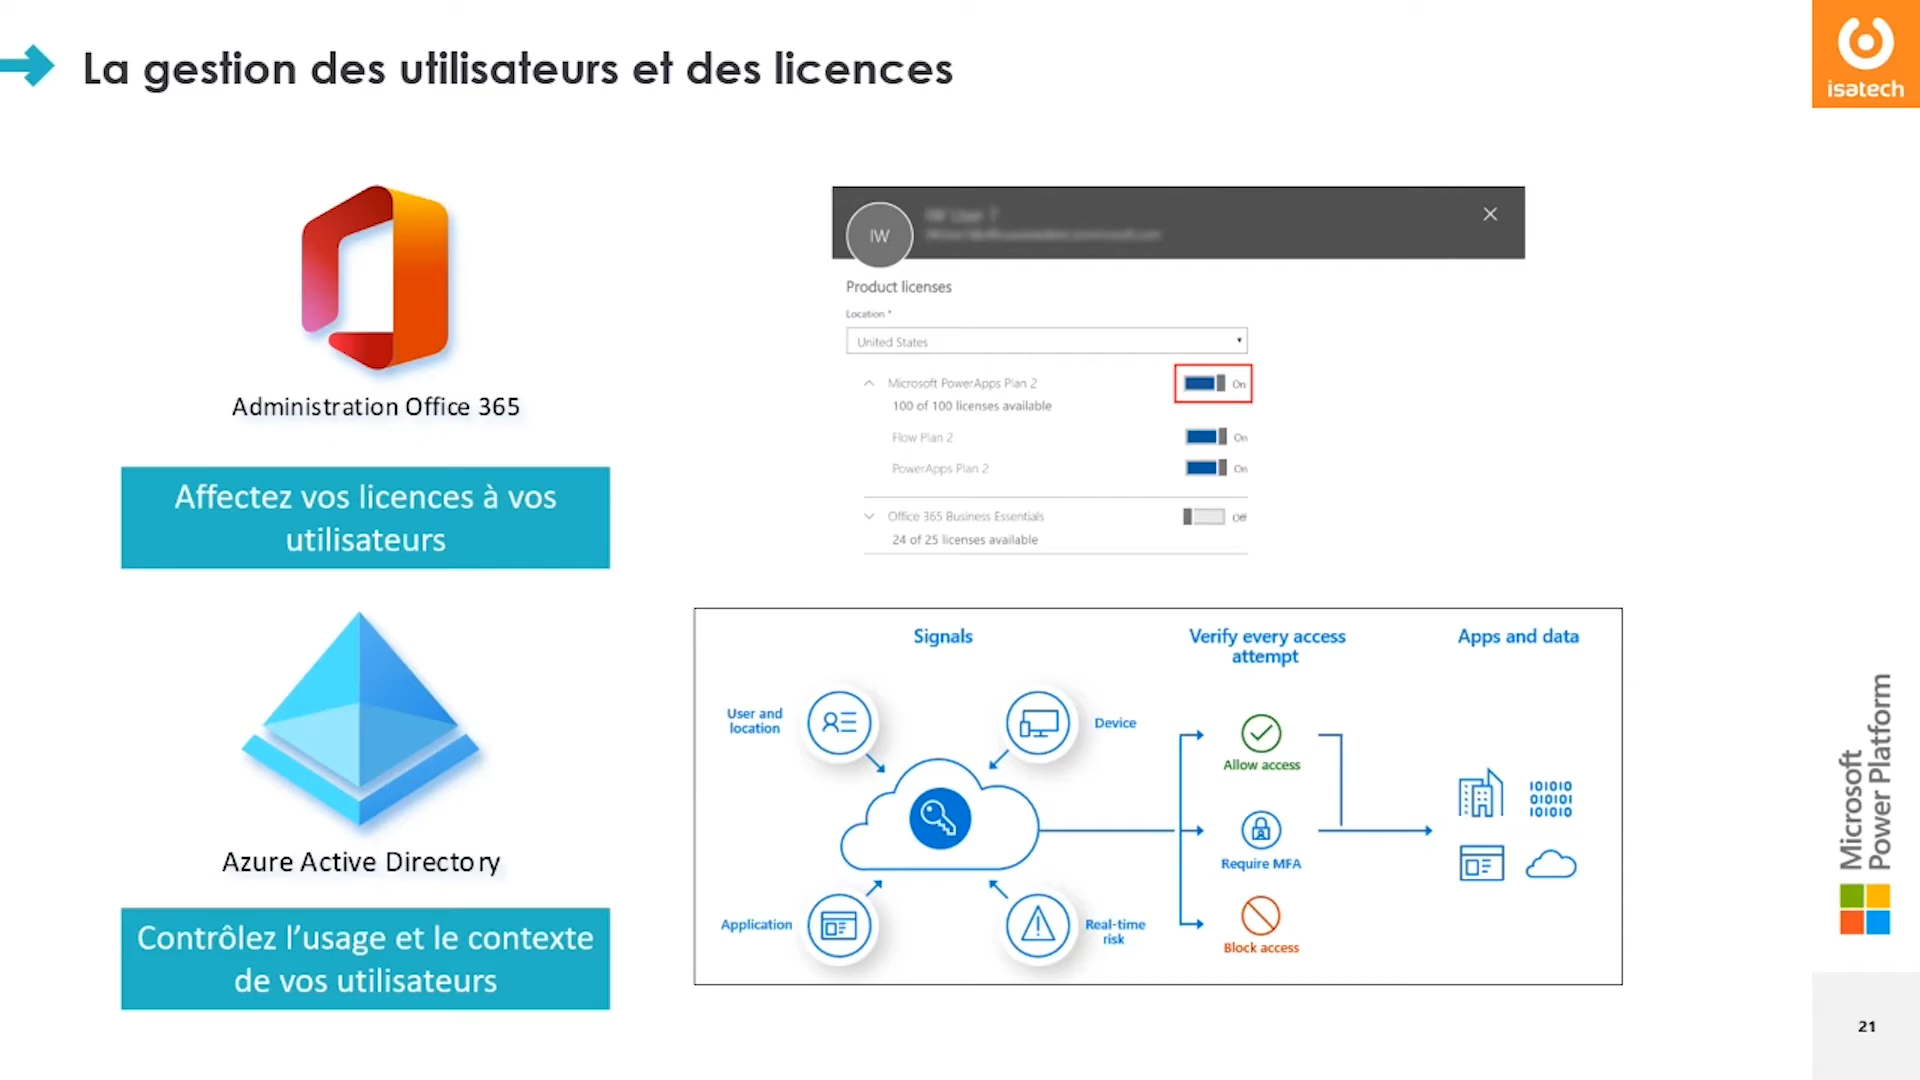 La gestion des utilisateurs et des licences
isatech
Administration Office 365
Affectez vos licences à vos
utilisateurs
Azure Active Directory
Contrôlez l’usage et le contexte
de vos utilisateurs
IW
Product licenses
Location *
United States
Microsoft PowerApps Plan 2
On
100 of 100 licenses available
Flow Plan 2
On
PowerApps Plan 2
On
Office 365 Business Essentials
Off
24 of 25 licenses available
Signals
Verify every access
attempt
Apps and data
User and
location
Device
Application
Real-time
risk
Allow access
Require MFA
Block access
010101
010101
010101
Microsoft
Power Platform
21